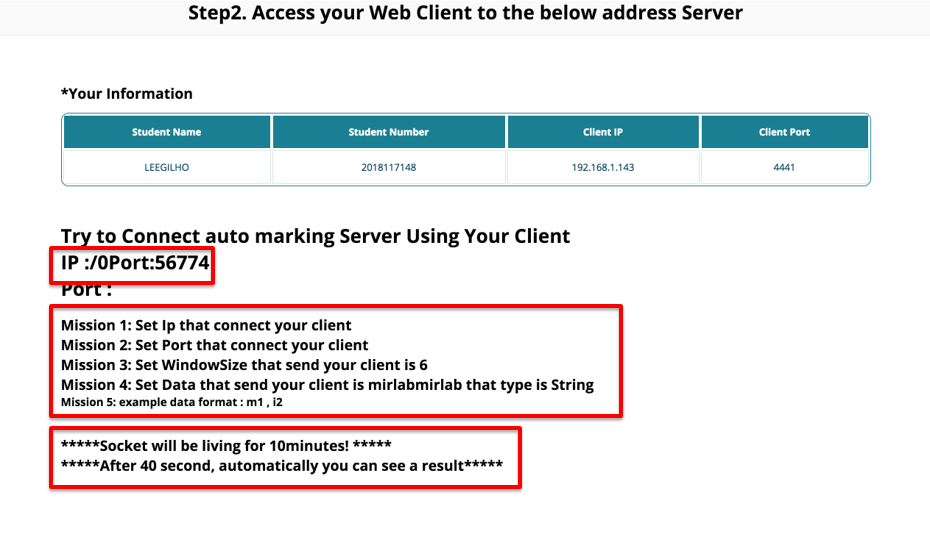 Step2. Access your Web Client to the below address Server
*Your Information
Student Name Student Number Client IP Client Port
LEEGILHO 2018117148 192.168.1.143 4441
Try to Connect auto marking Server Using Your Client
IP :/0Port:56774
Port :
Mission 1: Set Ip that connect your client
Mission 2: Set Port that connect your client
Mission 3: Set WindowSize that send your client is 6
Mission 4: Set Data that send your client is mirlabmirlab that type is String
Mission 5: example data format : m1 , i2
*****Socket will be living for 10minutes! *****
*****After 40 second, automatically you can see a result*****